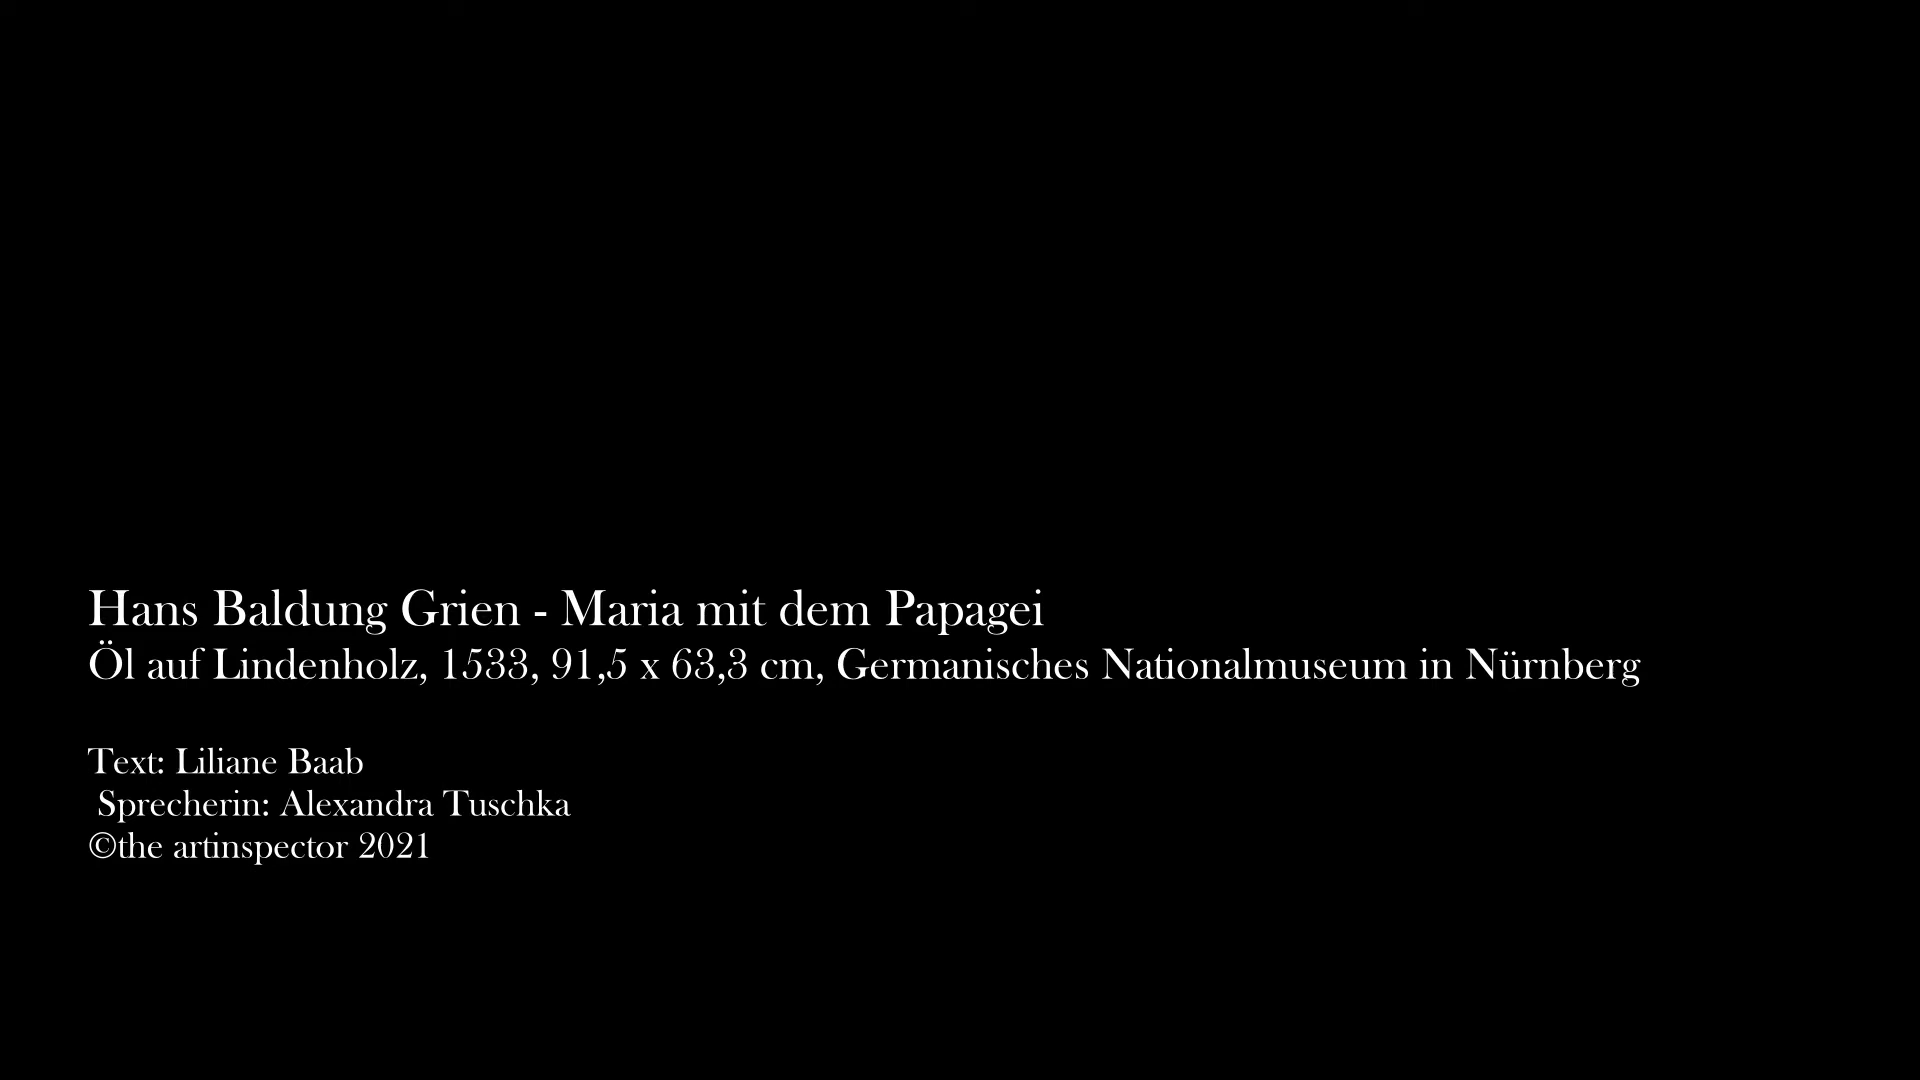 Hans Baldung Grien - Maria mit dem Papagei
Öl auf Lindenholz, 1533, 91,5 x 63,3 cm, Germanisches Nationalmuseum in Nürnberg
Text: Liliane Baab
Sprecherin: Alexandra Tuschka
©the artinspector 2021